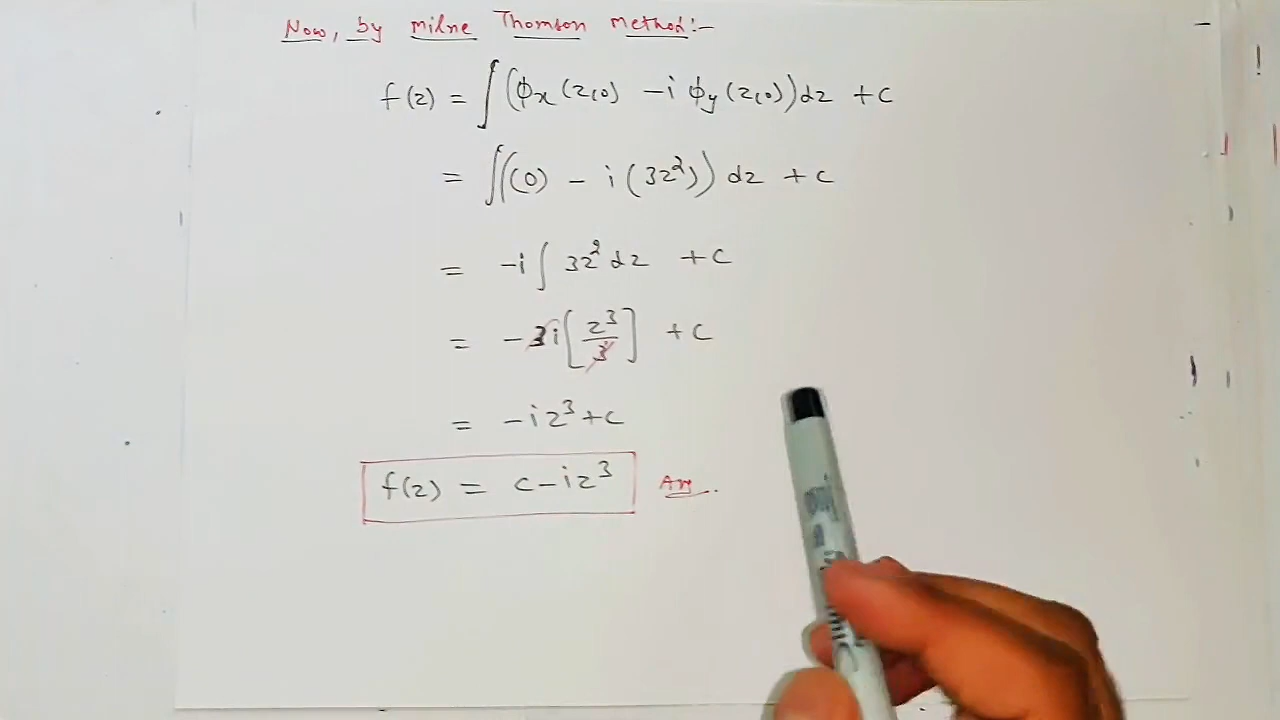 Now, by Milne Thomson Method:-
f(z) = ∫(ϕx(z,0) - i ϕy(z,0))dz + c
= ∫((0) - i(3z²)) dz + c
= -i∫ 3z² dz + c
= -3i[z³/3] + c
= -iz³ + c
f(z) = c - iz³ Ans.